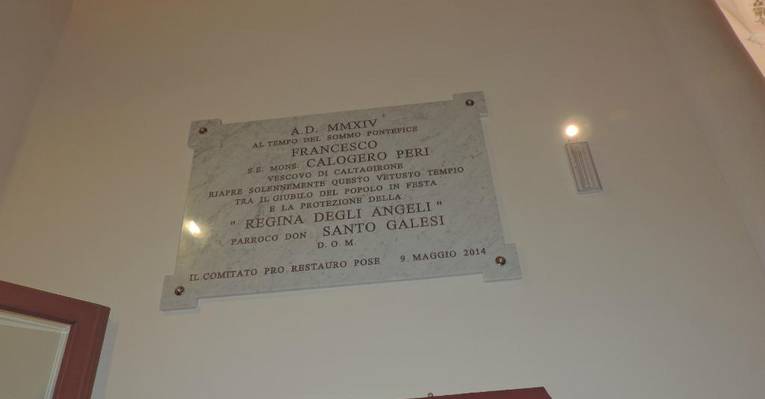 A.D. MMXIV
AL TEMPO DEL SOMMO PONTEFICE
FRANCESCO
S.E. MONS. CALOGERO PERI
VESCOVO DI CALTAGIRONE
RIAPRE SOLENNEMENTE QUESTO VETUSTO TEMPIO
TRA IL GIUBILO DEL POPOLO IN FESTA
E LA PROTEZIONE DELLA
" REGINA DEGLI ANGELI "
PARROCO DON SANTO GALESI
D. O M
IL COMITATO PRO. RESTAURO POSE 9. MAGGIO 2014